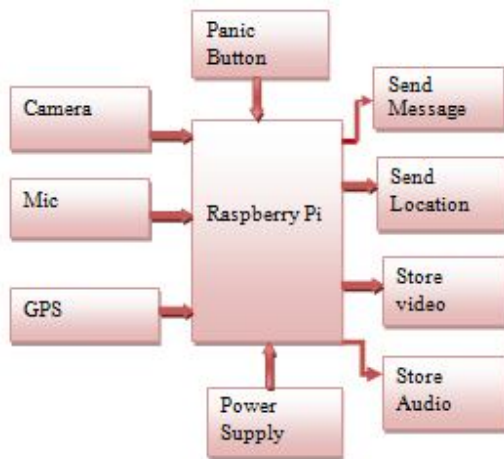 Panic
Button
Camera
Send
Message
Mic
Raspberry Pi
Send
Location
GPS
Store
video
Power
Supply
Store
Audio